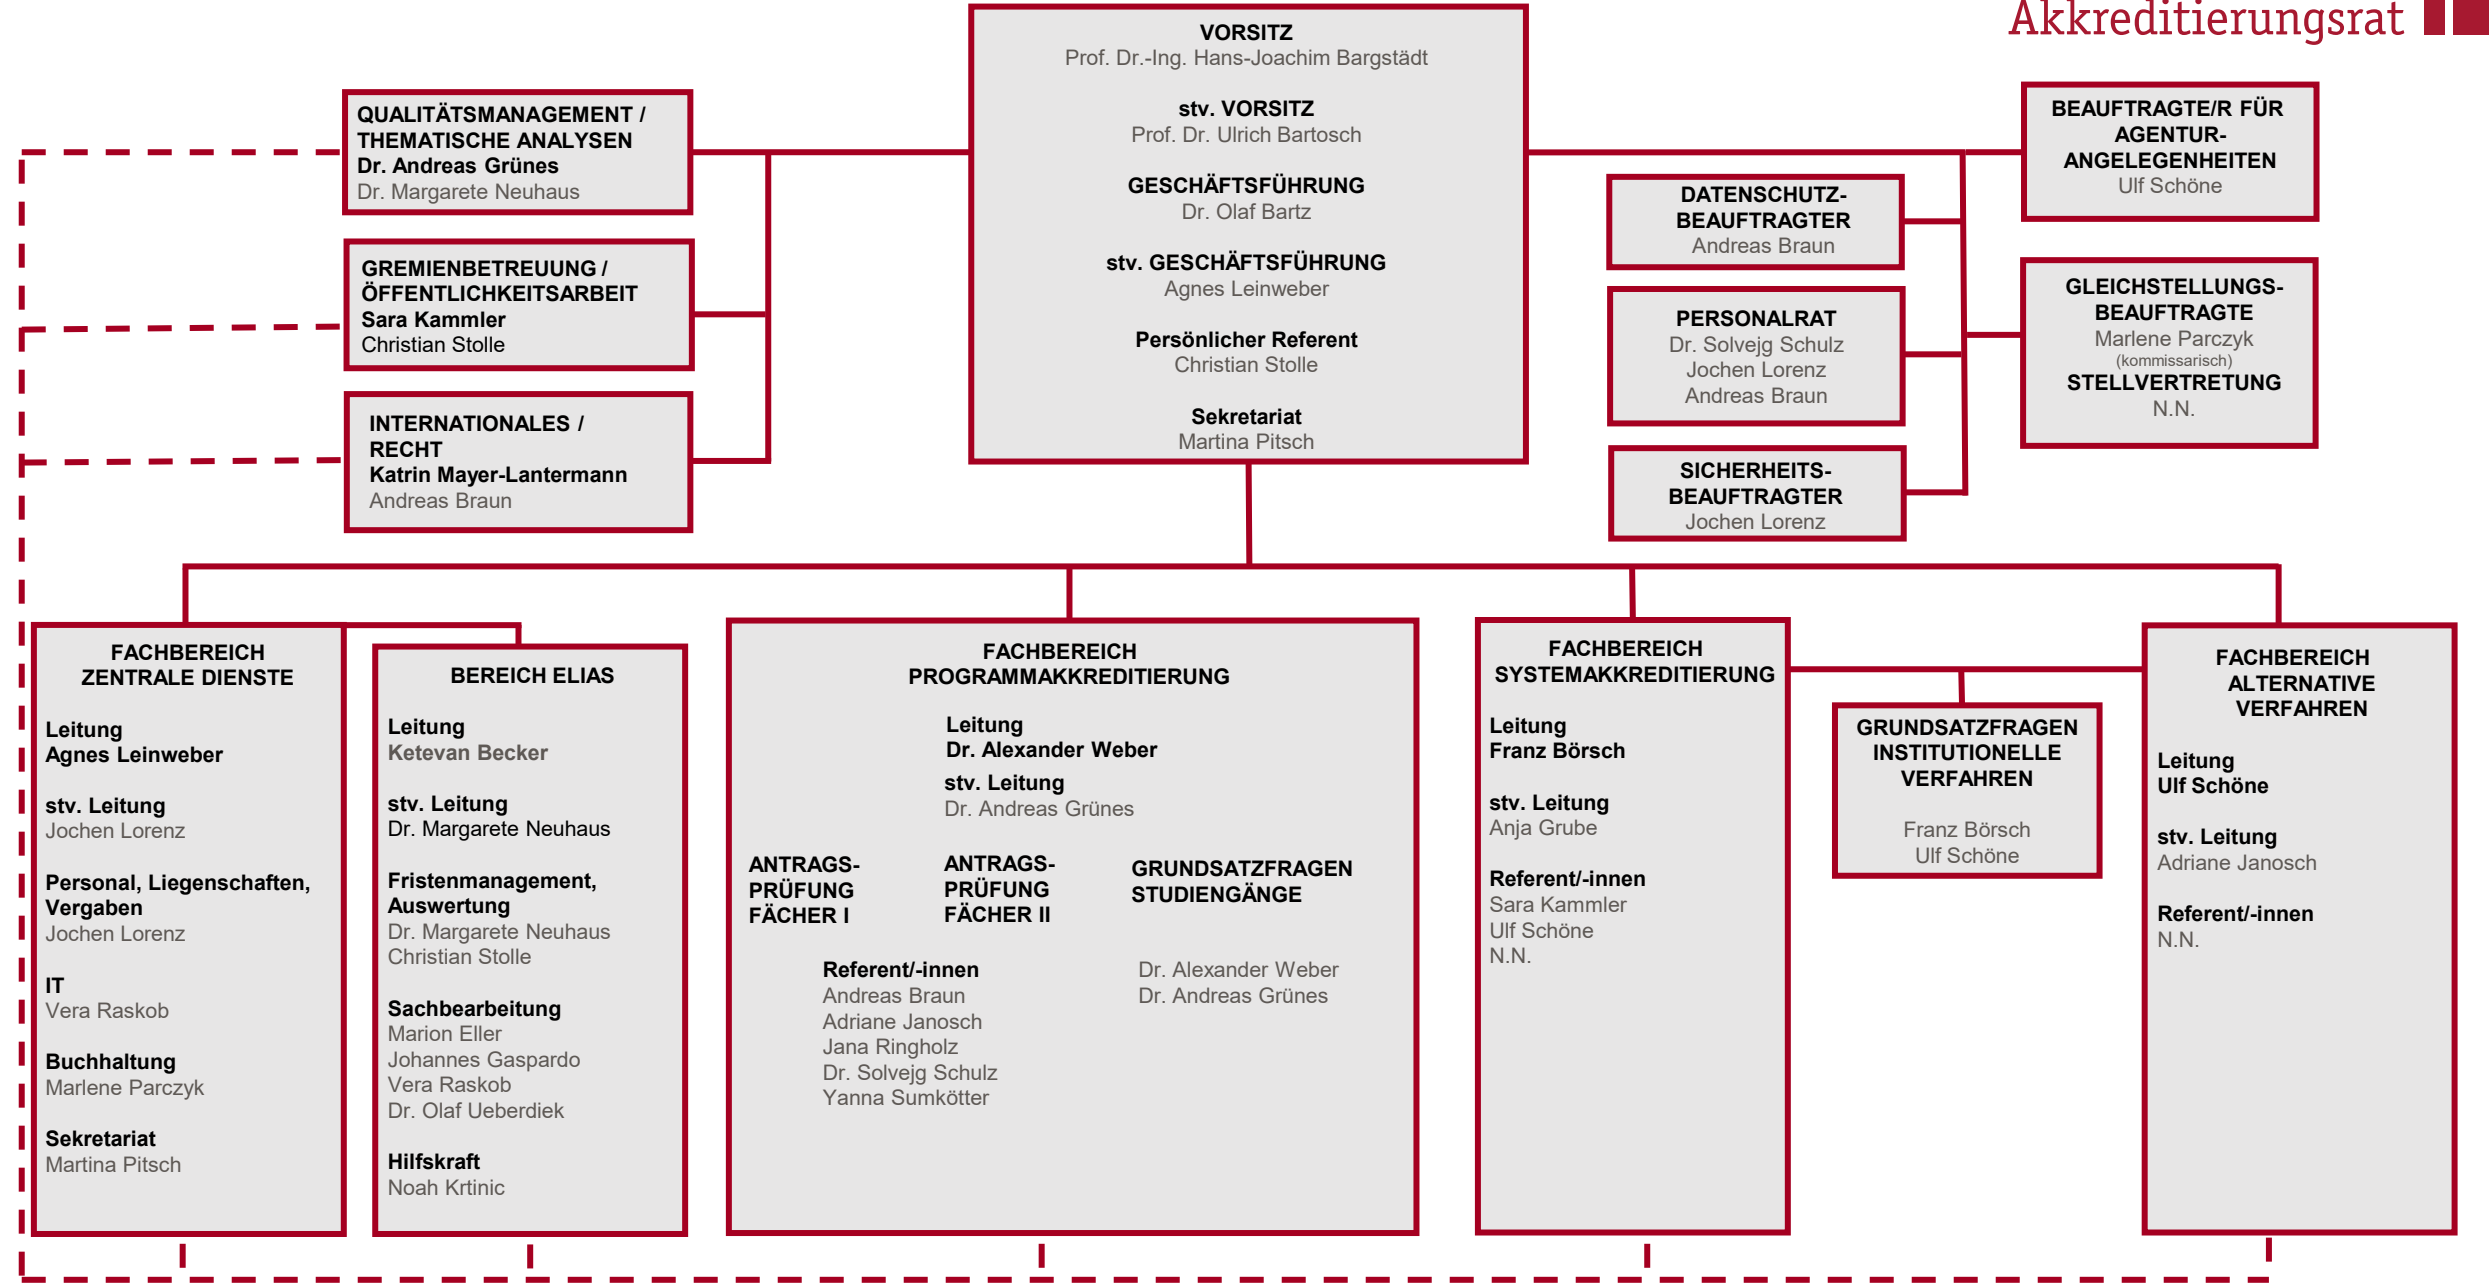 Akkreditierungsrat
VORSITZ
Prof. Dr.-Ing. Hans-Joachim Bargstädt
stv. VORSITZ
Prof. Dr. Ulrich Bartosch
GESCHÄFTSFÜHRUNG
Dr. Olaf Bartz
stv. GESCHÄFTSFÜHRUNG
Agnes Leinweber
Persönlicher Referent
Christian Stolle
Sekretariat
Martina Pitsch
QUALITÄTSMANAGEMENT /
THEMATISCHE ANALYSEN
Dr. Andreas Grünes
Dr. Margarete Neuhaus
GREMIENBETREUUNG /
ÖFFENTLICHKEITSARBEIT
Sara Kammler
Christian Stolle
INTERNATIONALES /
RECHT
Katrin Mayer-Lantermann
Andreas Braun
DATENSCHUTZ-
BEAUFTRAGTER
Andreas Braun
PERSONALRAT
Dr. Solvejg Schulz
Jochen Lorenz
Andreas Braun
SICHERHEITS-
BEAUFTRAGTER
Jochen Lorenz
BEAUFTRAGTE/R FÜR
AGENTUR-
ANGELEGENHEITEN
Ulf Schöne
GLEICHSTELLUNGS-
BEAUFTRAGTE
Marlene Parczyk
(kommissarisch)
STELLVERTRETUNG
N.N.
FACHBEREICH
ZENTRALE DIENSTE
Leitung
Agnes Leinweber
stv. Leitung
Jochen Lorenz
Personal, Liegenschaften,
Vergaben
Jochen Lorenz
IT
Vera Raskob
Buchhaltung
Marlene Parczyk
Sekretariat
Martina Pitsch
BEREICH ELIAS
Leitung
Ketevan Becker
stv. Leitung
Dr. Margarete Neuhaus
Fristenmanagement,
Auswertung
Dr. Margarete Neuhaus
Christian Stolle
Sachbearbeitung
Marion Eller
Johannes Gaspardo
Vera Raskob
Dr. Olaf Ueberdiek
Hilfskraft
Noah Krtinic
FACHBEREICH
PROGRAMMAKKREDITIERUNG
Leitung
Dr. Alexander Weber
stv. Leitung
Dr. Andreas Grünes
ANTRAGS-
PRÜFUNG
FÄCHER I
ANTRAGS-
PRÜFUNG
FÄCHER II
Referent/-innen
Andreas Braun
Adriane Janosch
Jana Ringholz
Dr. Solvejg Schulz
Yanna Sumkötter
GRUNDSATZFRAGEN
STUDIENGÄNGE
Dr. Alexander Weber
Dr. Andreas Grünes
FACHBEREICH
SYSTEMAKKREDITIERUNG
Leitung
Franz Börsch
stv. Leitung
Anja Grube
Referent/-innen
Sara Kammler
Ulf Schöne
N.N.
GRUNDSATZFRAGEN
INSTITUTIONELLE
VERFAHREN
Franz Börsch
Ulf Schöne
FACHBEREICH
ALTERNATIVE
VERFAHREN
Leitung
Ulf Schöne
stv. Leitung
Adriane Janosch
Referent/-innen
N.N.